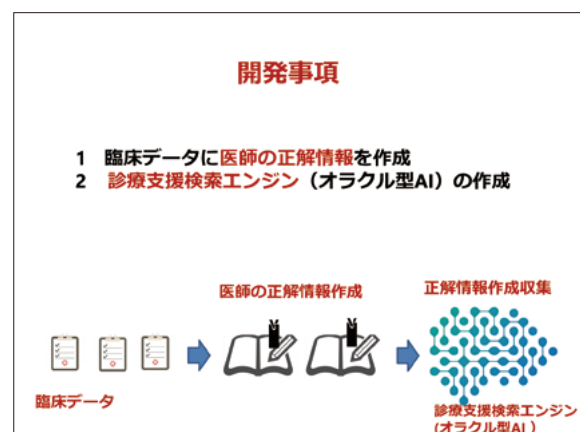 開発事項
1 臨床データに医師の正解情報を作成
2 診療支援検索エンジン（オラクル型AI）の作成
医師の正解情報作成
正解情報作成収集
臨床データ
診療支援検索エンジン
(オラクル型AI )